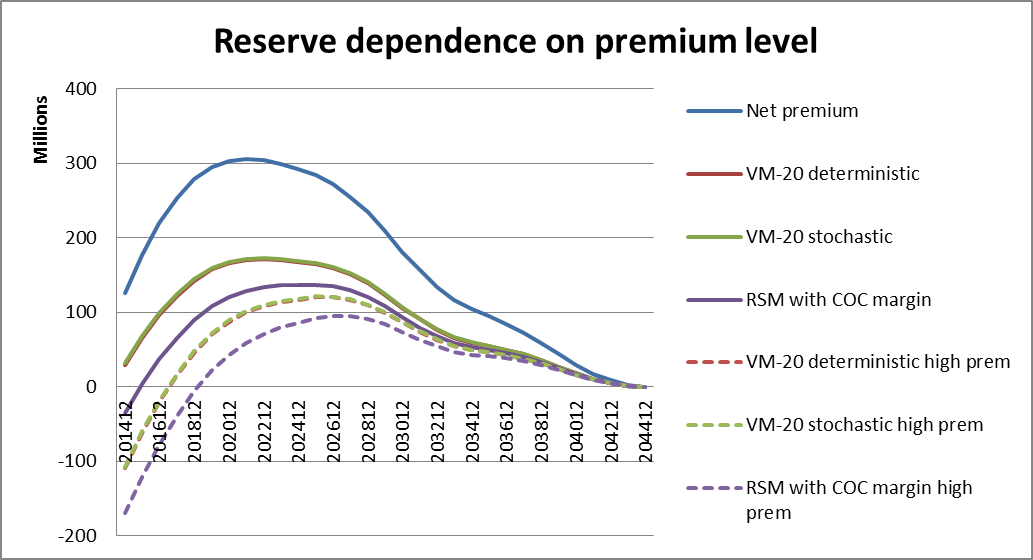 Reserve dependence on premium level
Millions
400
300
200
100
0
-100
-200
201412
201612
201812
202012
202212
202412
202612
202812
203012
203212
203412
203612
203812
204012
204212
204412
Net premium
VM-20 deterministic
VM-20 stochastic
RSM with COC margin
VM-20 deterministic high prem
VM-20 stochastic high prem
RSM with COC margin high
prem